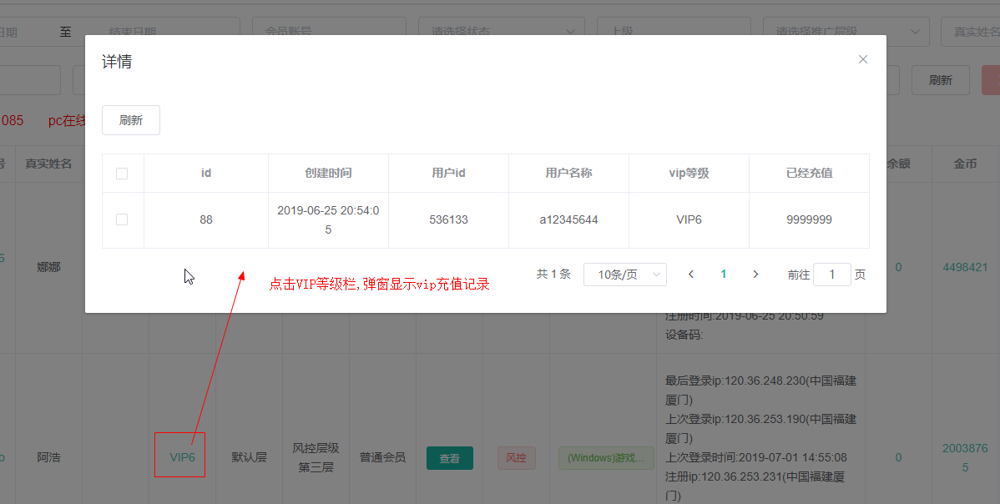 日期
至
结束日期
会员账号
请选择状态
上级
请选择推广层级
真实姓名
刷新
085
pc在线
详情
刷新
id 创建时间 用户id 用户名称 vip等级 已经充值
88 2019-06-25 20:54:0 536133 a12345644 VIP6 9999999
5
点击VIP等级栏,弹窗显示vip充值记录
共 1 条 10条/页 1 前往 1 页
号 真实姓名 余额 金币
娜娜 0 4498421
注册时间:2019-06-25 20:50:59
设备码:
阿浩
VIP6
默认层
风控层级
第三层
普通会员
查看
风控
(Windows)游戏...
最后登录ip:120.36.248.230(中国福建
厦门)
上次登录ip:120.36.253.190(中国福建
厦门)
上次登录时间:2019-07-01 14:55:08
注册ip:120.36.253.231(中国福建厦
门)
0
2003876
5